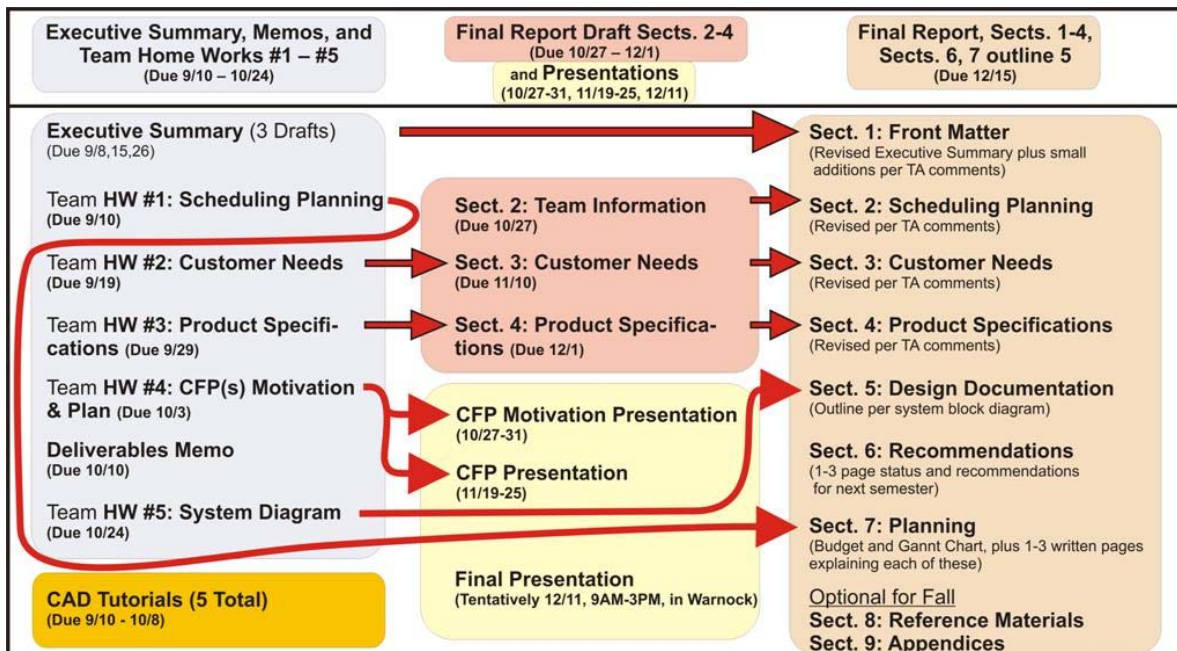 Executive Summary, Memos, and
Team Home Works #1 – #5
(Due 9/10 – 10/24)
Final Report Draft Sects. 2-4
(Due 10/27 – 12/1)
and Presentations
(10/27-31, 11/19-25, 12/11)
Final Report, Sects. 1-4,
Sects. 6, 7 outline 5
(Due 12/15)
Executive Summary (3 Drafts)
(Due 9/8,15,26)
Team HW #1: Scheduling Planning
(Due 9/10)
Team HW #2: Customer Needs
(Due 9/19)
Team HW #3: Product Specifi-
cations (Due 9/29)
Team HW #4: CFP(s) Motivation
& Plan (Due 10/3)
Deliverables Memo
(Due 10/10)
Team HW #5: System Diagram
(Due 10/24)
CAD Tutorials (5 Total)
(Due 9/10 - 10/8)
Sect. 2: Team Information
(Due 10/27)
Sect. 3: Customer Needs
(Due 11/10)
Sect. 4: Product Specifica-
tions (Due 12/1)
CFP Motivation Presentation
(10/27-31)
CFP Presentation
(11/19-25)
Final Presentation
(Tentatively 12/11, 9AM-3PM, in Warnock)
Sect. 1: Front Matter
(Revised Executive Summary plus small
additions per TA comments)
Sect. 2: Scheduling Planning
(Revised per TA comments)
Sect. 3: Customer Needs
(Revised per TA comments)
Sect. 4: Product Specifications
(Revised per TA comments)
Sect. 5: Design Documentation
(Outline per system block diagram)
Sect. 6: Recommendations
(1-3 page status and recommendations
for next semester)
Sect. 7: Planning
(Budget and Gannt Chart, plus 1-3 written pages
explaining each of these)
Optional for Fall
Sect. 8: Reference Materials
Sect. 9: Appendices